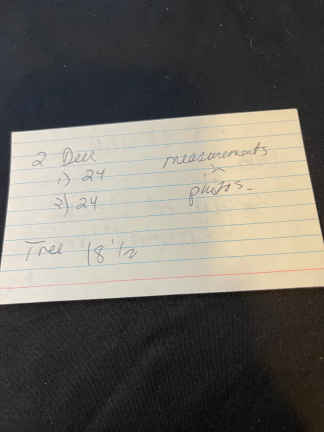 2 Deer measurements
1) 24
2) 24 photos.
Tree 18 1/2